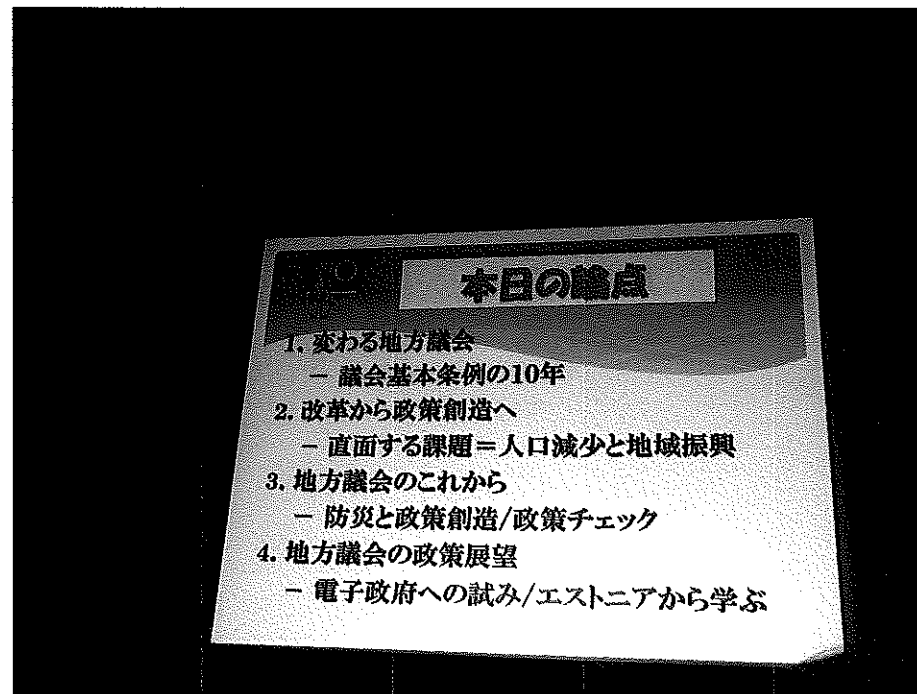 本日の論点
1. 変わる地方議会
－ 議会基本条例の10年
2. 改革から政策創造へ
－ 直面する課題＝人口減少と地域振興
3. 地方議会のこれから
－ 防災と政策創造/政策チェック
4. 地方議会の政策展望
－ 電子政府への試み/エストニアから学ぶ